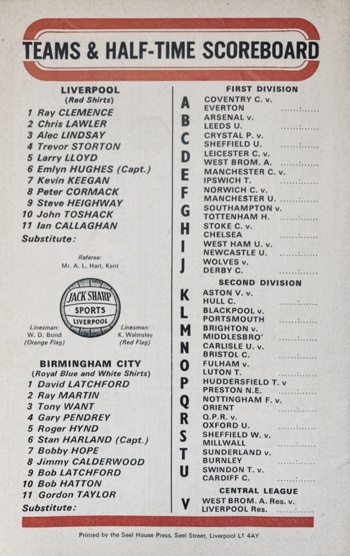 TEAMS & HALF-TIME SCOREBOARD
LIVERPOOL
(Red Shirts)
1 Ray CLEMENCE
2 Chris LAWLER
3 Alec LINDSAY
4 Trevor STORTON
5 Larry LLOYD
6 Emlyn HUGHES (Capt.)
7 Kevin KEEGAN
8 Peter CORMACK
9 Steve HEIGHWAY
10 John TOSHACK
11 Ian CALLAGHAN
Substitute:
Referee:
Mr. A. L. Hart, Kent
JACK SHARP
SPORTS
LIVERPOOL
Linesman:
W. D. Bond
(Orange Flag)
Linesman:
K. Walmsley
(Red Flag)
BIRMINGHAM CITY
(Royal Blue and White Shirts)
1 David LATCHFORD
2 Ray MARTIN
3 Tony WANT
4 Gary PENDREY
5 Roger HYND
6 Stan HARLAND (Capt.)
7 Bobby HOPE
8 Jimmy CALDERWOOD
9 Bob LATCHFORD
10 Bob HATTON
11 Gordon TAYLOR
Substitute:
FIRST DIVISION
A COVENTRY C. v.
EVERTON
B ARSENAL v.
LEEDS U.
C CRYSTAL P. v.
SHEFFIELD U.
D LEICESTER C. v.
WEST BROM. A.
E MANCHESTER C. v.
IPSWICH T.
F NORWICH C. v.
MANCHESTER U.
G SOUTHAMPTON v.
TOTTENHAM H.
H STOKE C. v.
CHELSEA
I WEST HAM U. v.
NEWCASTLE U.
J WOLVES v.
DERBY C.
SECOND DIVISION
K ASTON V. v.
HULL C.
L BLACKPOOL v.
PORTSMOUTH
M BRIGHTON v.
MIDDLESBRO'
N CARLISLE U. v.
BRISTOL C.
O FULHAM v.
LUTON T.
P HUDDERSFIELD T. v
PRESTON N.E.
Q NOTTINGHAM F. v.
ORIENT
R Q.P.R. v.
OXFORD U.
S SHEFFIELD W. v.
MILLWALL
T SUNDERLAND v.
BURNLEY
U SWINDON T. v.
CARDIFF C.
CENTRAL LEAGUE
V WEST BROM. A. Res. v.
LIVERPOOL Res.
Printed by the Seel House Press, Seel Street, Liverpool L1 4AY